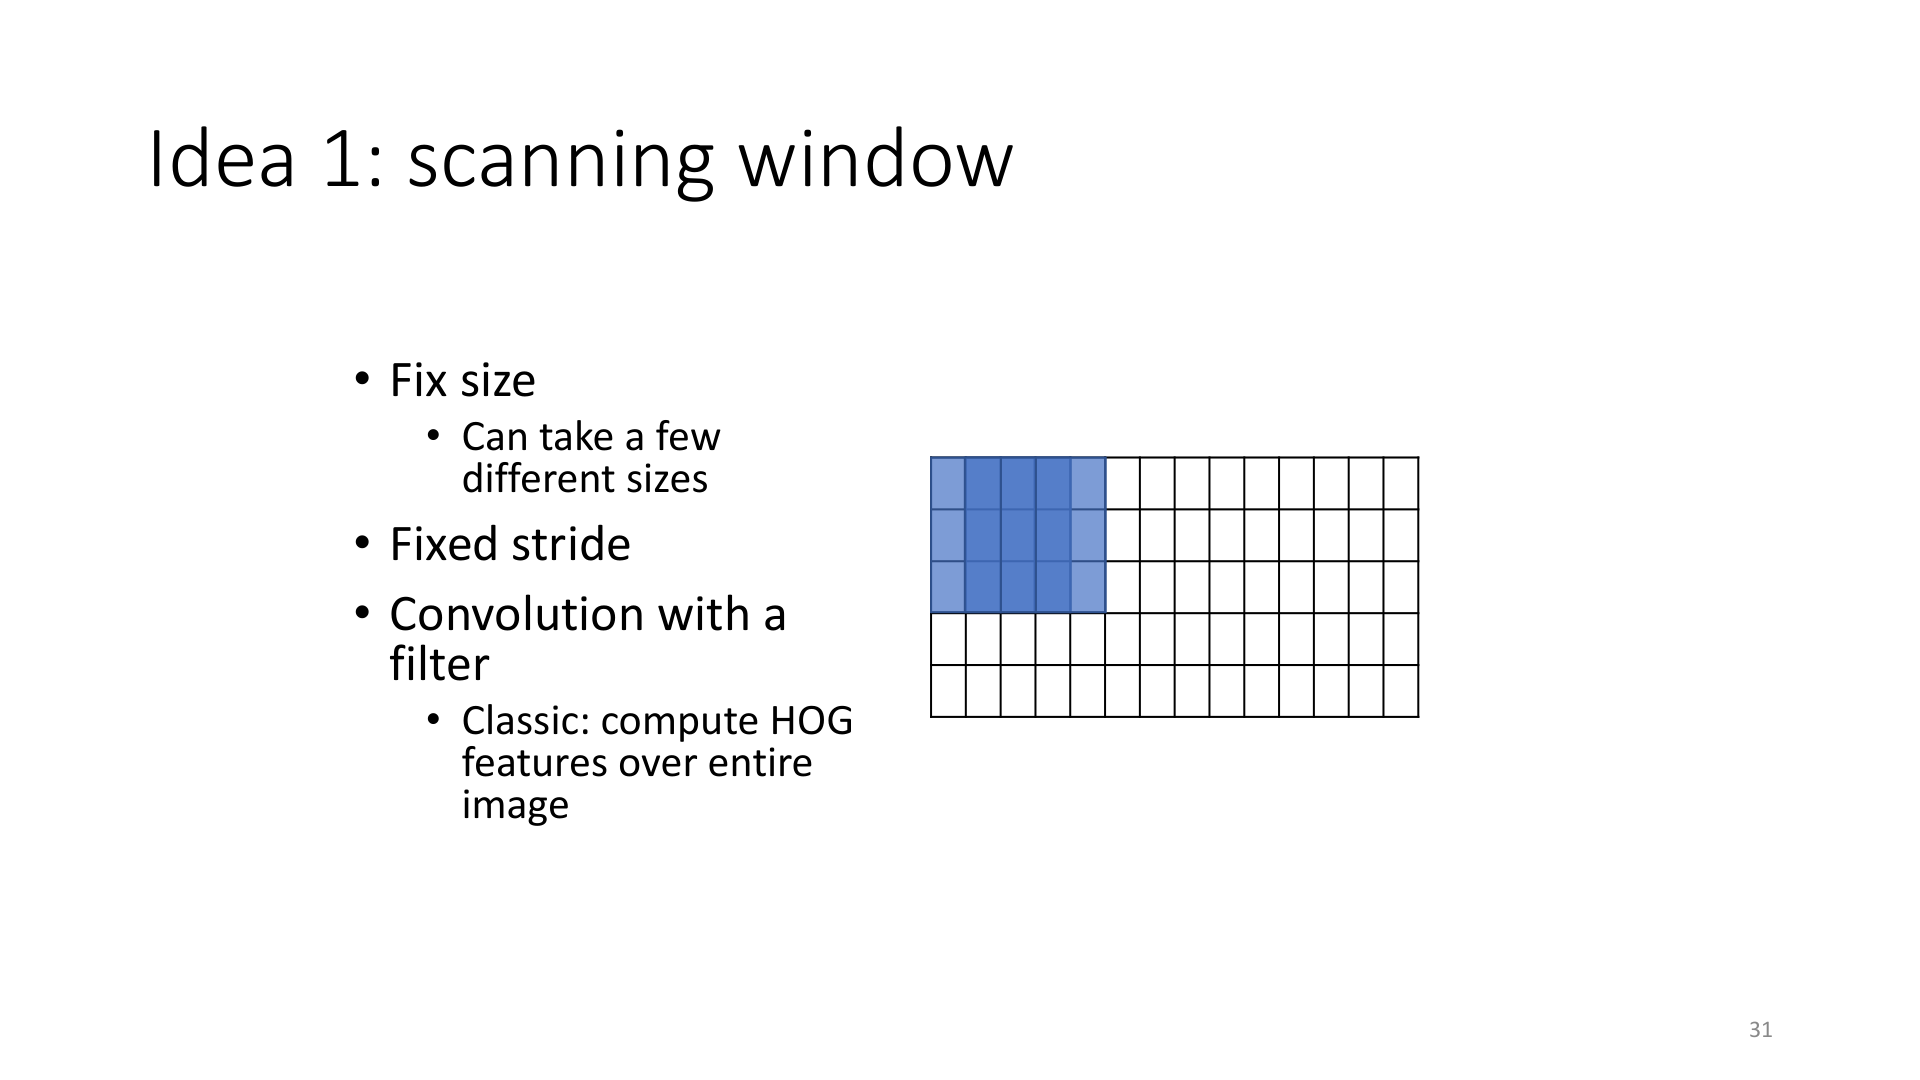 Idea 1: scanning window
• Fix size
• Can take a few
different sizes
• Fixed stride
• Convolution with a
filter
• Classic: compute HOG
features over entire
image
31